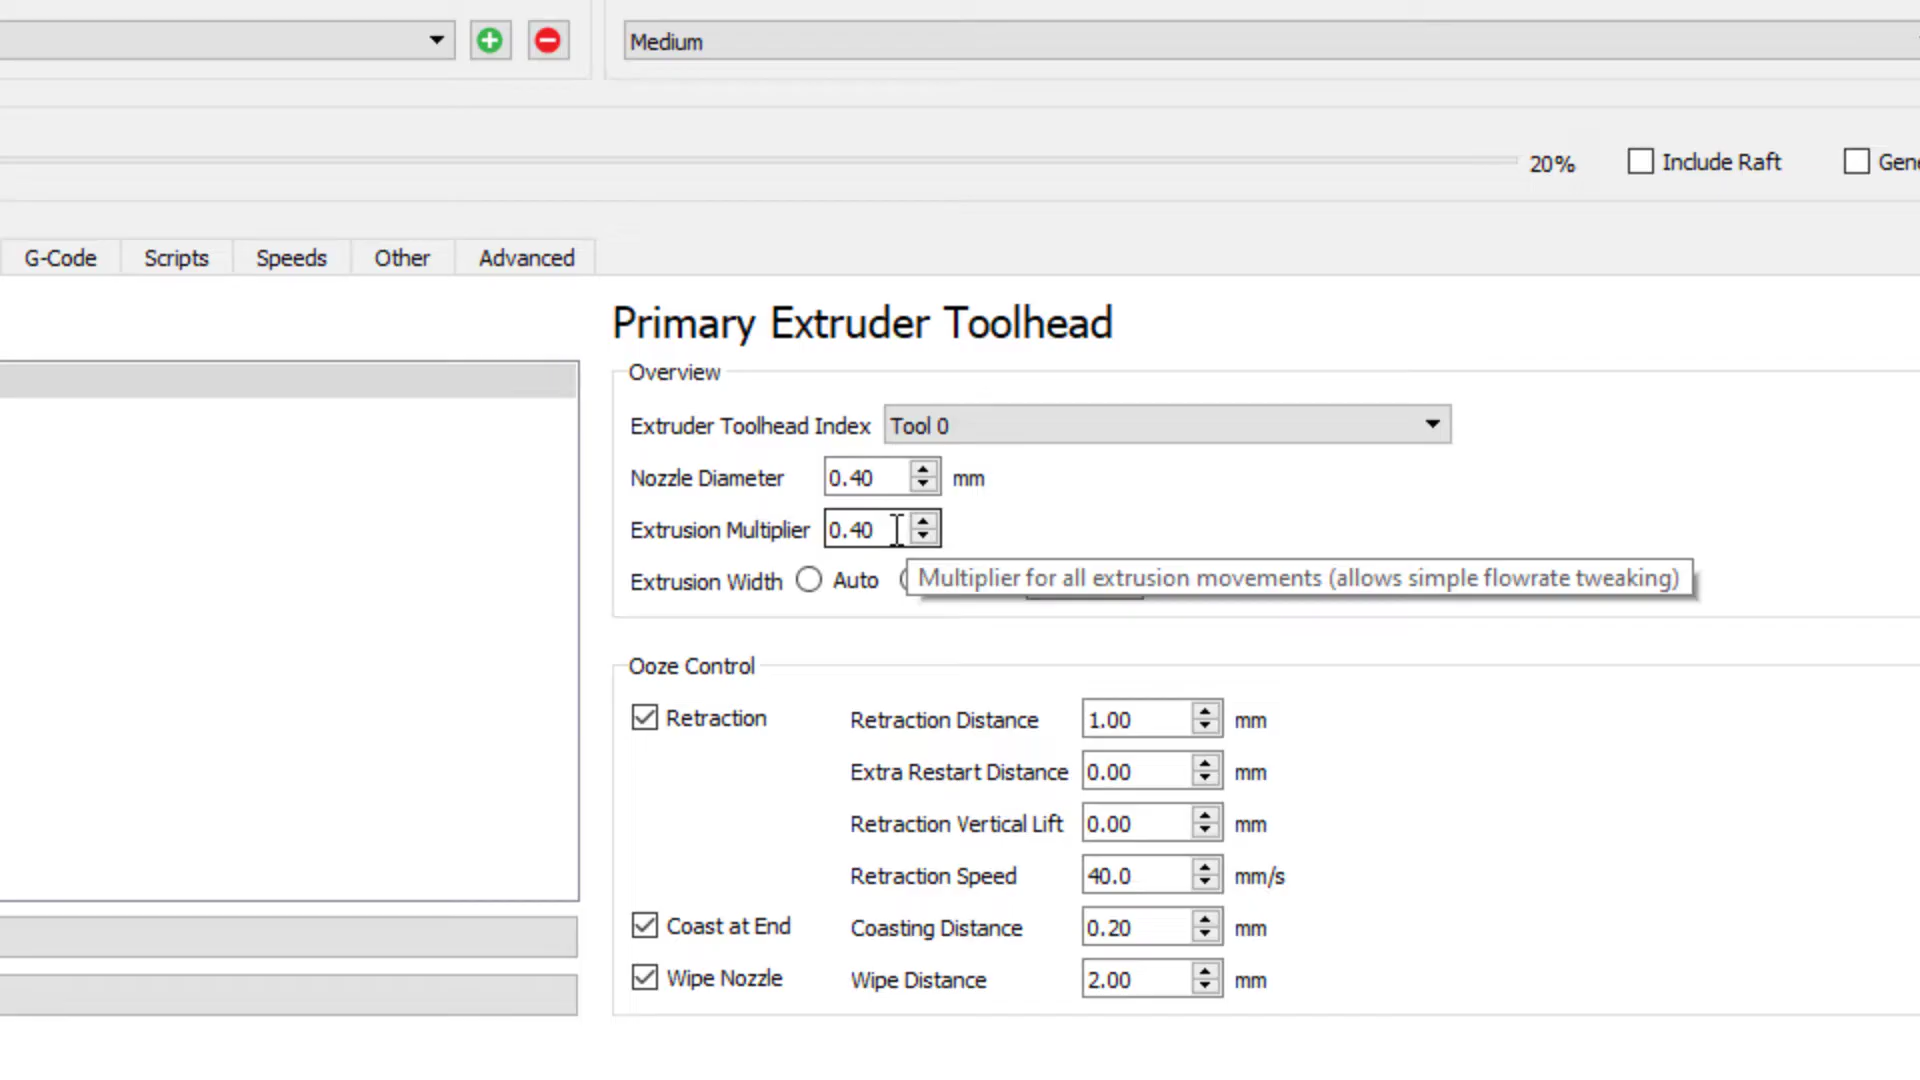 Medium
20%
Include Raft
G-Code
Scripts
Speeds
Other
Advanced
Primary Extruder Toolhead
Overview
Extruder Toolhead Index Tool 0
Nozzle Diameter 0.40 mm
Extrusion Multiplier 0.40
Extrusion Width Auto
Multiplier for all extrusion movements (allows simple flowrate tweaking)
Ooze Control
Retraction
Retraction Distance 1.00 mm
Extra Restart Distance 0.00 mm
Retraction Vertical Lift 0.00 mm
Retraction Speed 40.0 mm/s
Coast at End
Coasting Distance 0.20 mm
Wipe Nozzle
Wipe Distance 2.00 mm